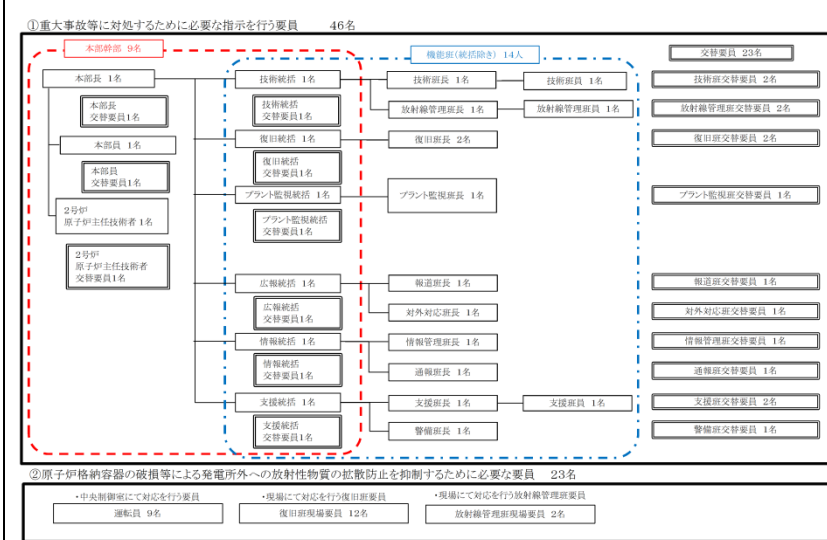 ①重大事故等に対処するために必要な指示を行う要員　　46名
本部幹部 9名
機能班(統括除き) 14人
交替要員 23名
本部長 1名
技術統括 1名
技術班長 1名
技術班員 1名
技術班交替要員 2名
本部長
交替要員1名
技術統括
交替要員1名
放射線管理班長 1名
放射線管理班員 1名
放射線管理班交替要員 2名
本部員 1名
復旧統括 1名
復旧班長 2名
復旧班交替要員 2名
本部員
交替要員1名
復旧統括
交替要員1名
プラント監視統括 1名
プラント監視班長 1名
プラント監視班交替要員 1名
2号炉
原子炉主任技術者 1名
プラント監視統括
交替要員1名
2号炉
原子炉主任技術者
交替要員1名
広報統括 1名
報道班長 1名
報道班交替要員 1名
広報統括
交替要員1名
対外対応班長 1名
対外対応班交替要員 1名
情報統括 1名
情報管理班長 1名
情報管理班交替要員 1名
情報統括
交替要員1名
通報班長 1名
通報班交替要員 1名
支援統括 1名
支援班長 1名
支援班員 1名
支援班交替要員 2名
支援統括
交替要員1名
警備班長 1名
警備班交替要員 1名
②原子炉格納容器の破損等による発電所外への放射性物質の拡散防止を抑制するために必要な要員　23名
・中央制御室にて対応を行う要員
・現場にて対応を行う復旧班要員
・現場にて対応を行う放射線管理班要員
運転員 9名
復旧班現場要員 12名
放射線管理班現場要員 2名